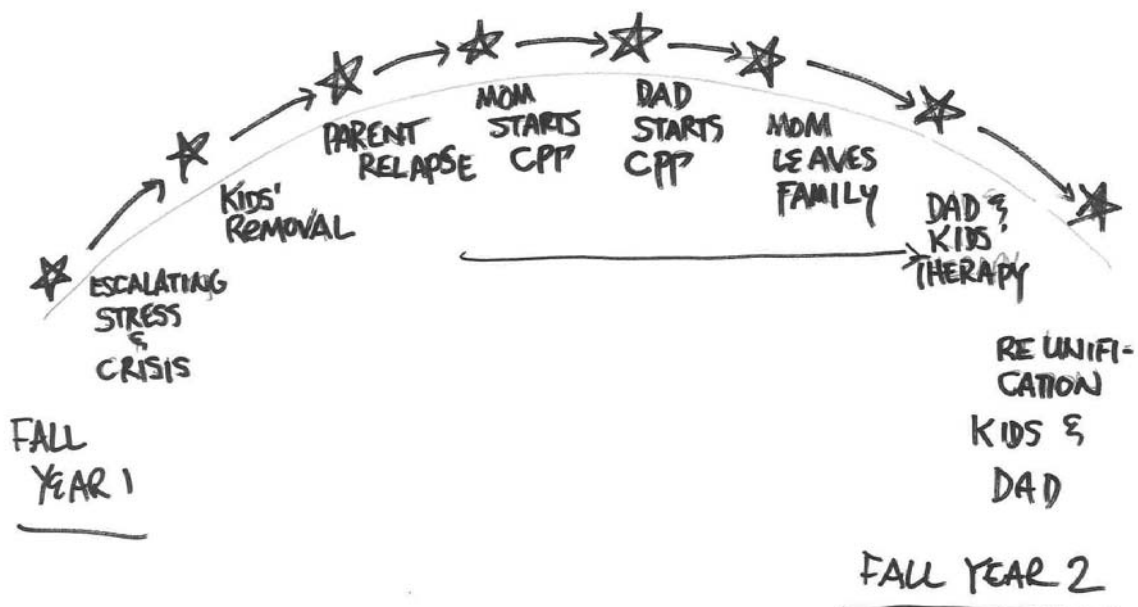 ESCALATING
STRESS
&
CRISIS
KIDS'
REMOVAL
PARENT
RELAPSE
MOM
STARTS
CPP
DAD
STARTS
CPP
MOM
LEAVES
FAMILY
DAD &
KIDS'
THERAPY
REUNIFI-
CATION
KIDS &
DAD
FALL
YEAR 1
FALL YEAR 2